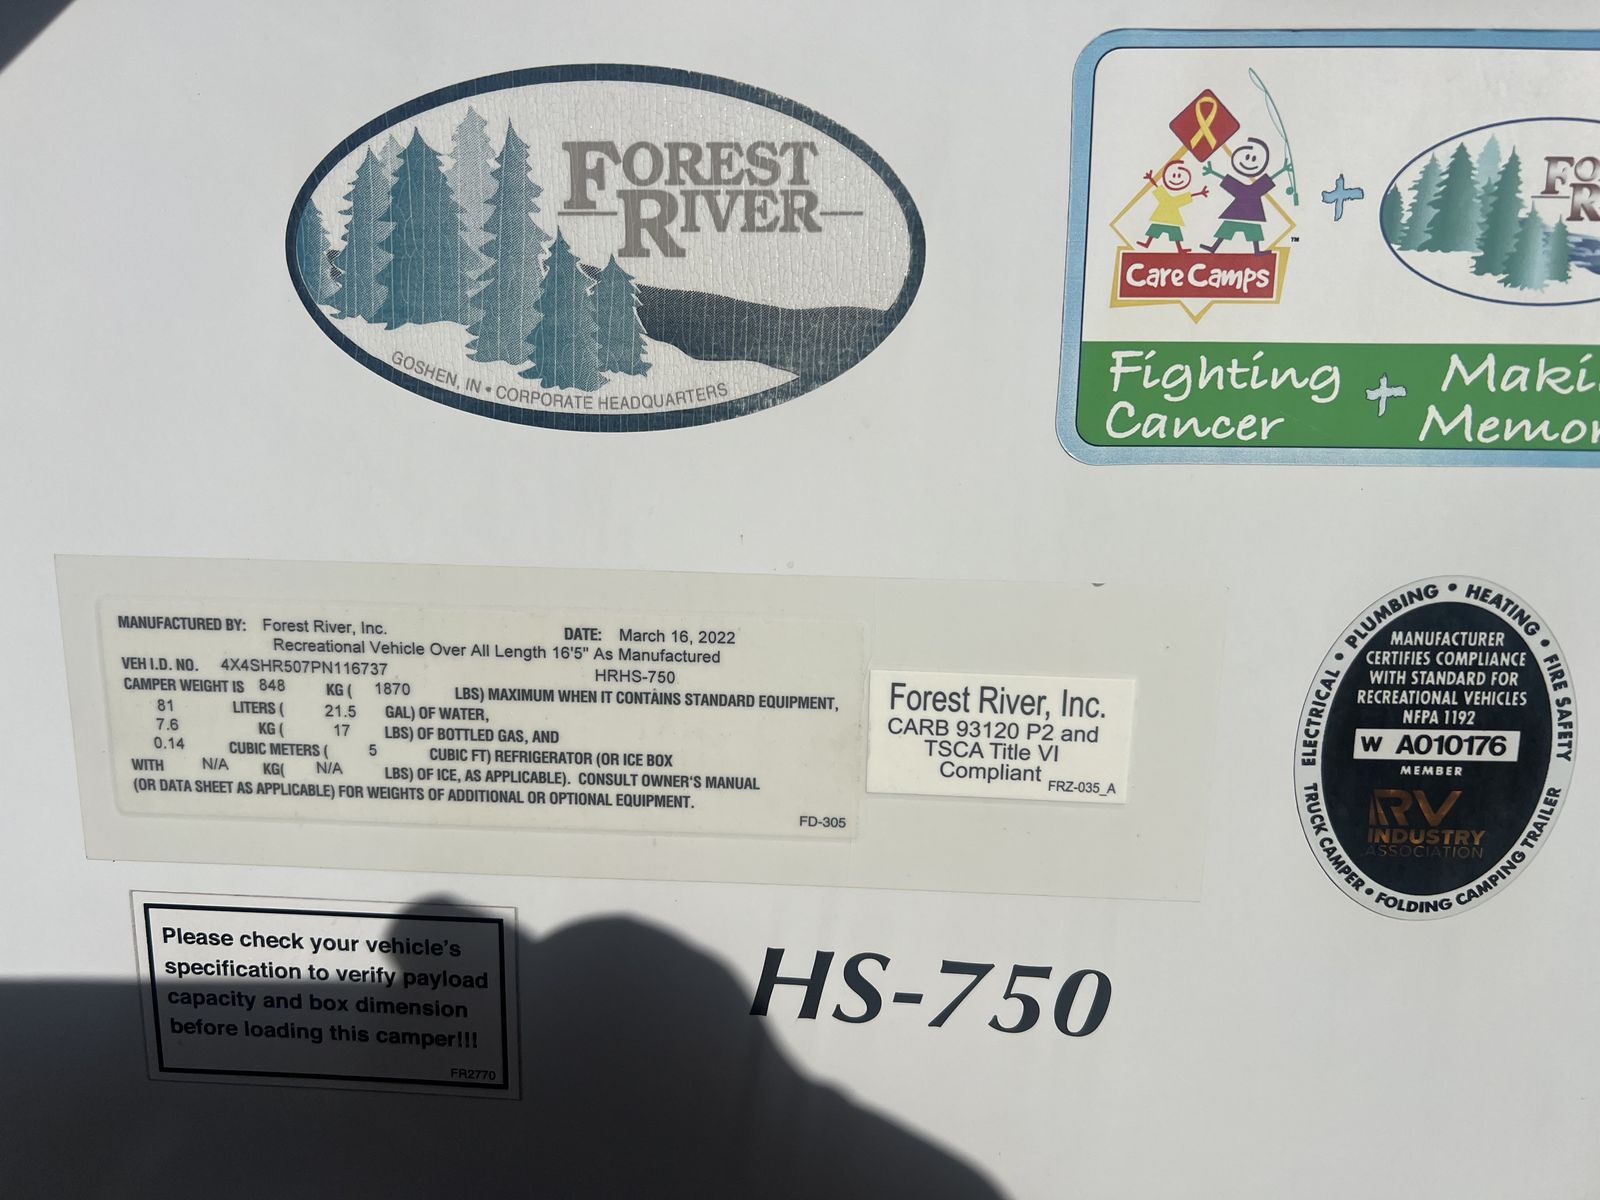 FOREST
RIVER
GOSHEN, IN • CORPORATE HEADQUARTERS
Care Camps
™
+
Fighting + Maki
Cancer Memor
MANUFACTURED BY: Forest River, Inc. DATE: March 16, 2022
Recreational Vehicle Over All Length 16'5" As Manufactured
VEH I.D. NO. 4X4SHR507PN116737 HRHS-750
CAMPER WEIGHT IS 848 KG ( 1870 LBS) MAXIMUM WHEN IT CONTAINS STANDARD EQUIPMENT,
81 LITERS ( 21.5 GAL) OF WATER,
7.6 KG ( 17 LBS) OF BOTTLED GAS, AND
0.14 CUBIC METERS ( 5 CUBIC FT) REFRIGERATOR (OR ICE BOX
WITH N/A KG( N/A LBS) OF ICE, AS APPLICABLE). CONSULT OWNER'S MANUAL
(OR DATA SHEET AS APPLICABLE) FOR WEIGHTS OF ADDITIONAL OR OPTIONAL EQUIPMENT.
FD-305
Forest River, Inc.
CARB 93120 P2 and
TSCA Title VI
Compliant FRZ-035_A
ELECTRICAL • PLUMBING • HEATING • FIRE SAFETY
MANUFACTURER
CERTIFIES COMPLIANCE
WITH STANDARD FOR
RECREATIONAL VEHICLES
NFPA 1192
W A010176
MEMBER
RV
INDUSTRY
ASSOCIATION
TRUCK CAMPER • FOLDING CAMPING TRAILER
Please check your vehicle's
specification to verify payload
capacity and box dimension
before loading this camper!!!
FR2770
HS-750